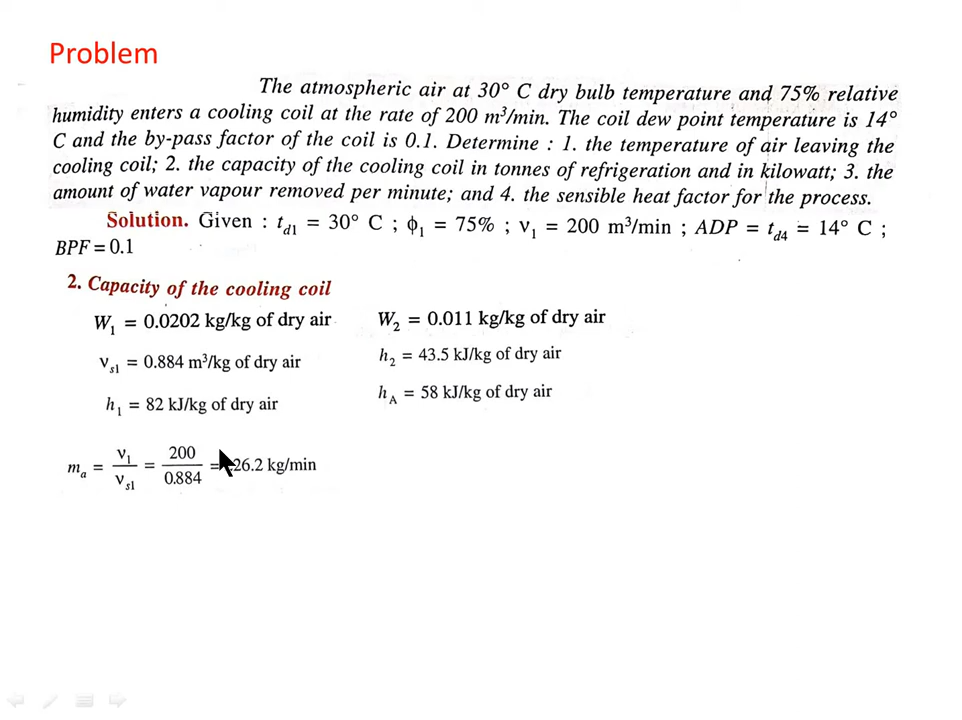 Problem
The atmospheric air at 30° C dry bulb temperature and 75% relative
humidity enters a cooling coil at the rate of 200 m³/min. The coil dew point temperature is 14°
C and the by-pass factor of the coil is 0.1. Determine : 1. the temperature of air leaving the
cooling coil; 2. the capacity of the cooling coil in tonnes of refrigeration and in kilowatt; 3. the
amount of water vapour removed per minute; and 4. the sensible heat factor for the process.
Solution. Given : t_d1 = 30° C ; ϕ₁ = 75% ; v₁ = 200 m³/min ; ADP = t_d4 = 14° C ;
BPF = 0.1
2. Capacity of the cooling coil
W₁ = 0.0202 kg/kg of dry air W₂ = 0.011 kg/kg of dry air
v_s1 = 0.884 m³/kg of dry air h₂ = 43.5 kJ/kg of dry air
h₁ = 82 kJ/kg of dry air h_A = 58 kJ/kg of dry air
m_a = v₁/v_s1 = 200/0.884 = 26.2 kg/min